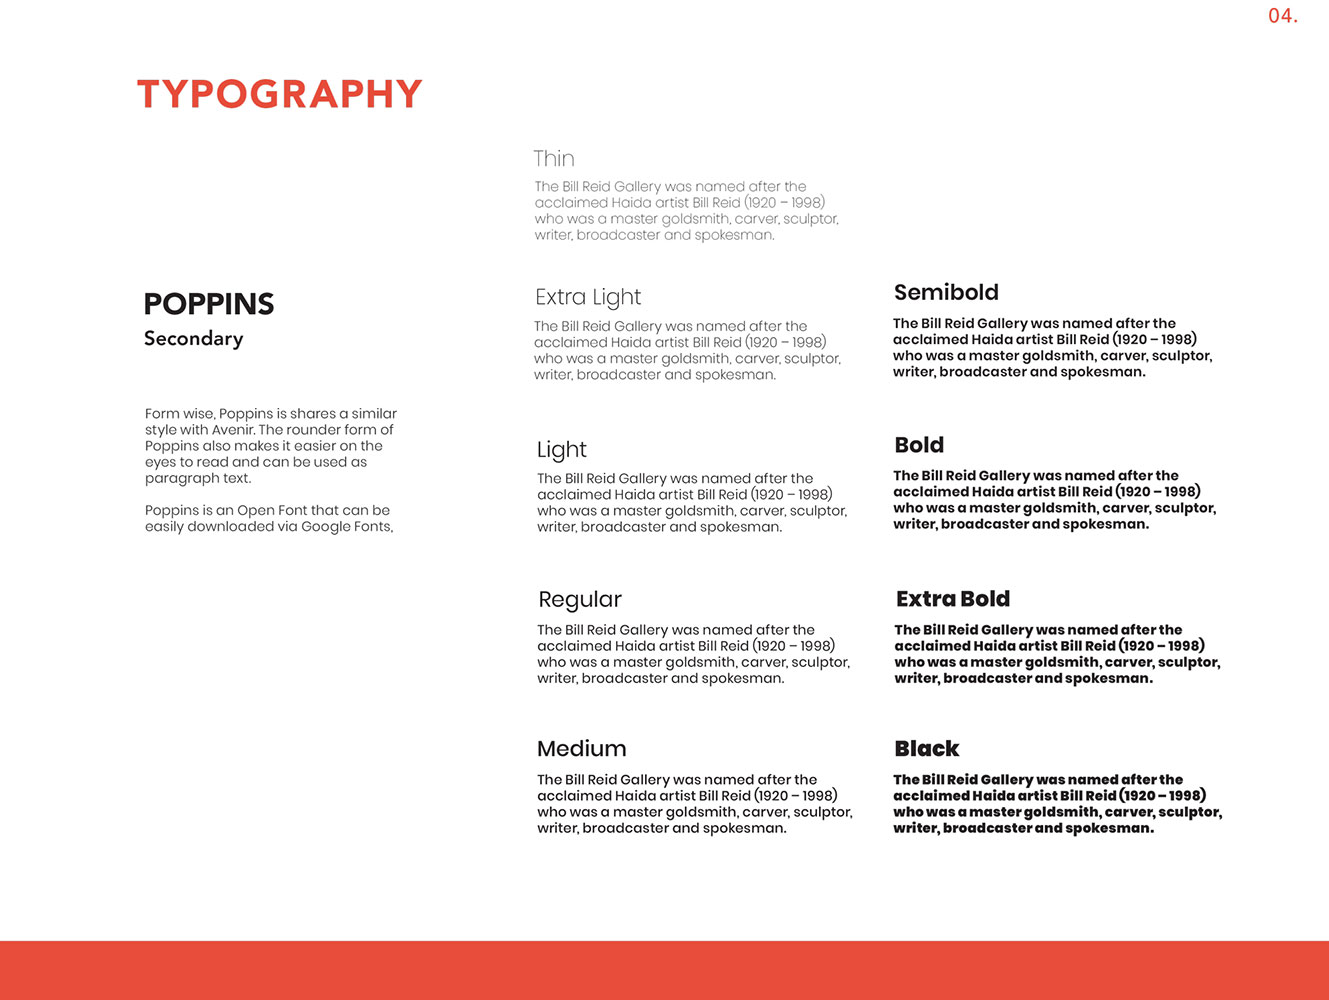 04.
TYPOGRAPHY
POPPINS
Secondary
Form wise, Poppins is shares a similar
style with Avenir. The rounder form of
Poppins also makes it easier on the
eyes to read and can be used as
paragraph text.
Poppins is an Open Font that can be
easily downloaded via Google Fonts,
Thin
The Bill Reid Gallery was named after the
acclaimed Haida artist Bill Reid (1920 – 1998)
who was a master goldsmith, carver, sculptor,
writer, broadcaster and spokesman.
Extra Light
The Bill Reid Gallery was named after the
acclaimed Haida artist Bill Reid (1920 – 1998)
who was a master goldsmith, carver, sculptor,
writer, broadcaster and spokesman.
Light
The Bill Reid Gallery was named after the
acclaimed Haida artist Bill Reid (1920 – 1998)
who was a master goldsmith, carver, sculptor,
writer, broadcaster and spokesman.
Regular
The Bill Reid Gallery was named after the
acclaimed Haida artist Bill Reid (1920 – 1998)
who was a master goldsmith, carver, sculptor,
writer, broadcaster and spokesman.
Medium
The Bill Reid Gallery was named after the
acclaimed Haida artist Bill Reid (1920 – 1998)
who was a master goldsmith, carver, sculptor,
writer, broadcaster and spokesman.
Semibold
The Bill Reid Gallery was named after the
acclaimed Haida artist Bill Reid (1920 – 1998)
who was a master goldsmith, carver, sculptor,
writer, broadcaster and spokesman.
Bold
The Bill Reid Gallery was named after the
acclaimed Haida artist Bill Reid (1920 – 1998)
who was a master goldsmith, carver, sculptor,
writer, broadcaster and spokesman.
Extra Bold
The Bill Reid Gallery was named after the
acclaimed Haida artist Bill Reid (1920 – 1998)
who was a master goldsmith, carver, sculptor,
writer, broadcaster and spokesman.
Black
The Bill Reid Gallery was named after the
acclaimed Haida artist Bill Reid (1920 – 1998)
who was a master goldsmith, carver, sculptor,
writer, broadcaster and spokesman.